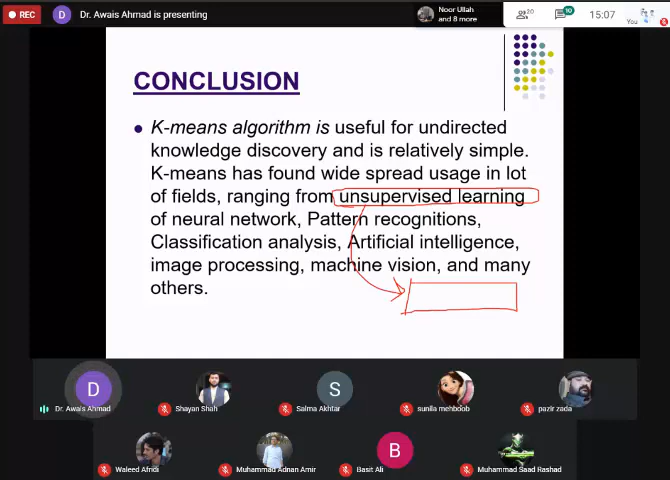 REC
D
Dr. Awais Ahmad is presenting
Noor Ullah
and 8 more
20
10
15:07
You
CONCLUSION
K-means algorithm is useful for undirected
knowledge discovery and is relatively simple.
K-means has found wide spread usage in lot
of fields, ranging from unsupervised learning
of neural network, Pattern recognitions,
Classification analysis, Artificial intelligence,
image processing, machine vision, and many
others.
D
S
Dr. Awais Ahmad
Shayan Shah
Salma Akhtar
sunila mehboob
pazir zada
B
Waleed Afridi
Muhammad Adnan Amir
Basit Ali
Muhammad Saad Rashad